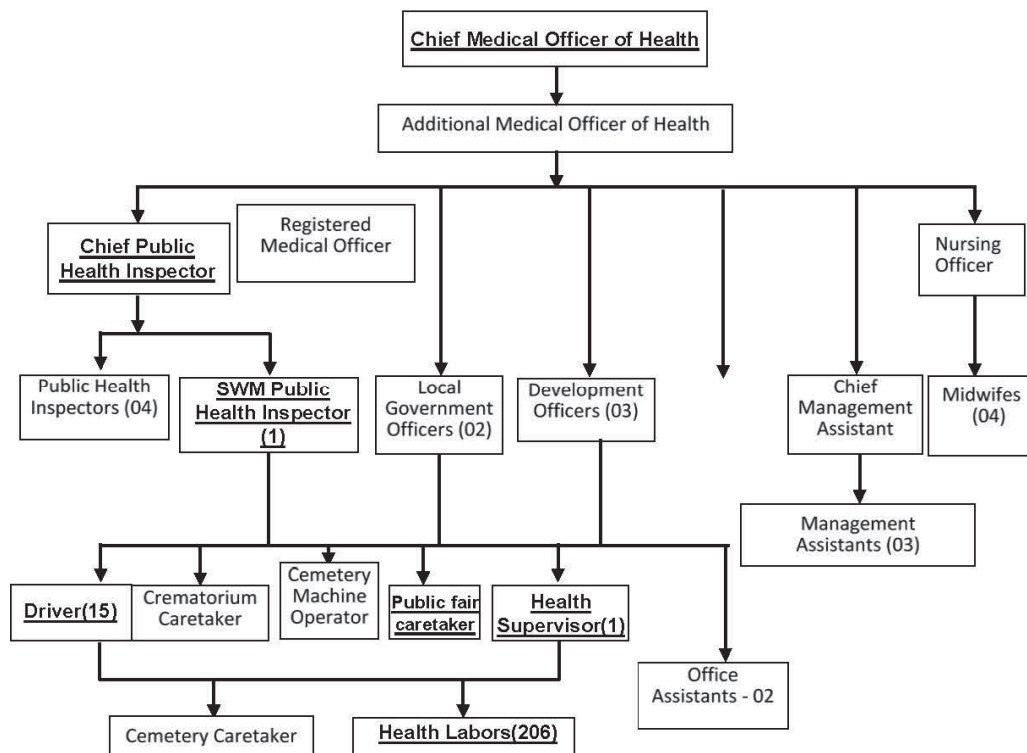 Chief Medical Officer of Health
Additional Medical Officer of Health
Chief Public
Health Inspector
Registered
Medical Officer
Nursing
Officer
Public Health
Inspectors (04)
SWM Public
Health Inspector
(1)
Local
Government
Officers (02)
Development
Officers (03)
Chief
Management
Assistant
Midwifes
(04)
Management
Assistants (03)
Driver(15)
Crematorium
Caretaker
Cemetery
Machine
Operator
Public fair
caretaker
Health
Supervisor(1)
Office
Assistants - 02
Cemetery Caretaker
Health Labors(206)